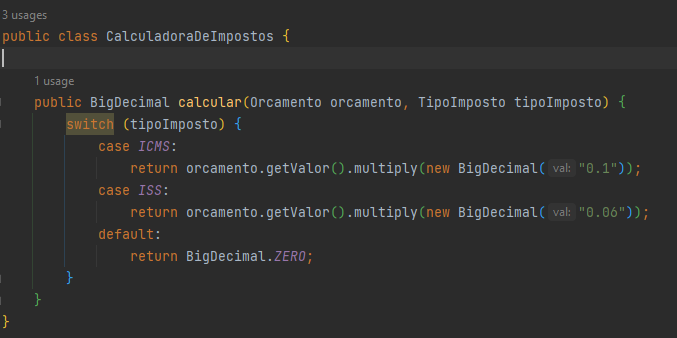 3 usages
public class CalculadoraDeImpostos {
1 usage
public BigDecimal calcular(Orcamento orcamento, TipoImposto tipoImposto) {
switch (tipoImposto) {
case ICMS:
return orcamento.getValor().multiply(new BigDecimal( val: "0.1"));
case ISS:
return orcamento.getValor().multiply(new BigDecimal( val: "0.06"));
default:
return BigDecimal.ZERO;
}
}
}